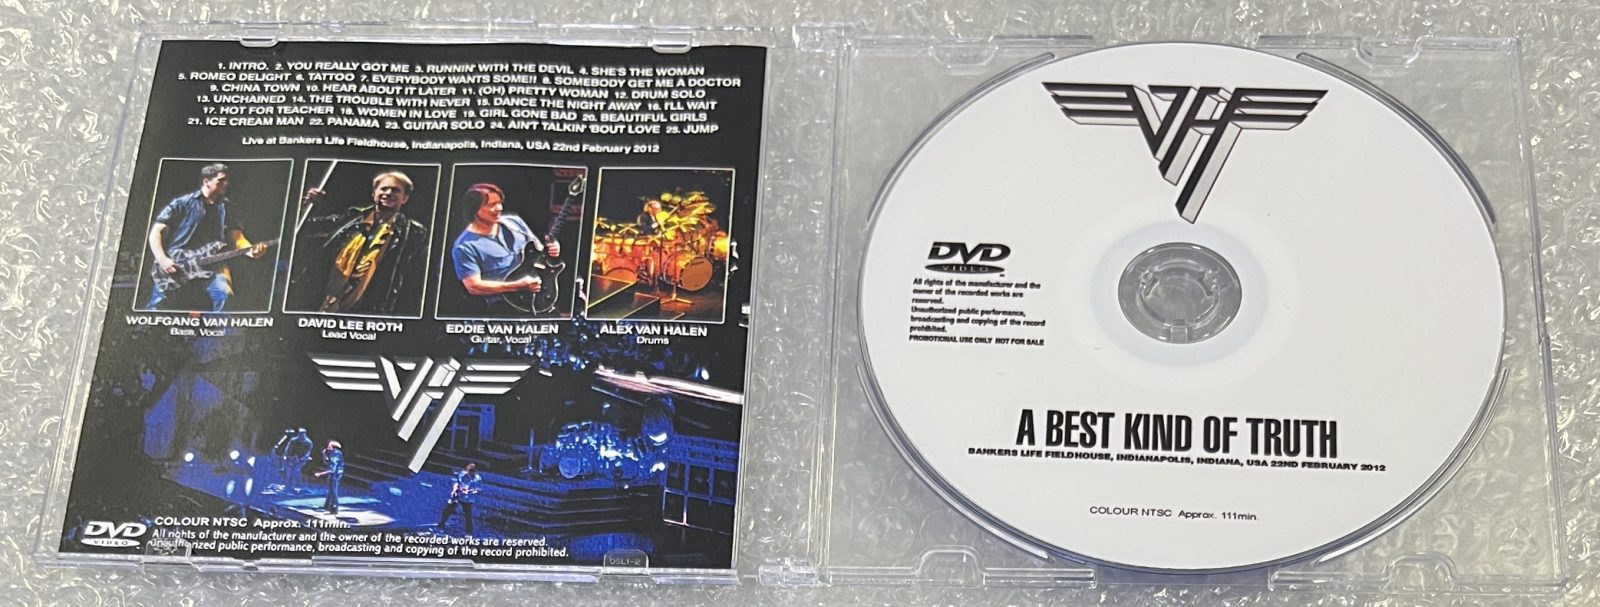 1. INTRO. 2. YOU REALLY GOT ME 3. RUNNIN' WITH THE DEVIL 4. SHE'S THE WOMAN
5. ROMEO DELIGHT 6. TATTOO 7. EVERYBODY WANTS SOME!! 8. SOMEBODY GET ME A DOCTOR
9. CHINA TOWN 10. HEAR ABOUT IT LATER 11. (OH) PRETTY WOMAN 12. DRUM SOLO
13. UNCHAINED 14. THE TROUBLE WITH NEVER 15. DANCE THE NIGHT AWAY 16. I'LL WAIT
17. HOT FOR TEACHER 18. WOMEN IN LOVE 19. GIRL GONE BAD 20. BEAUTIFUL GIRLS
21. ICE CREAM MAN 22. PANAMA 23. GUITAR SOLO 24. AIN'T TALKIN' 'BOUT LOVE 25. JUMP
Live at Bankers Life Fieldhouse, Indianapolis, Indiana, USA 22nd February 2012
WOLFGANG VAN HALEN
Bass, Vocal
DAVID LEE ROTH
Lead Vocal
EDDIE VAN HALEN
Guitar, Vocal
ALEX VAN HALEN
Drums
VH
DVD
VIDEO
COLOUR NTSC Approx. 111min.
All rights of the manufacturer and the owner of the recorded works are reserved.
Unauthorized public performance, broadcasting and copying of the record prohibited.
DSL1-2
VH
DVD
VIDEO
TM
All rights of the manufacturer and the
owner of the recorded works are
reserved.
Unauthorized public performance,
broadcasting and copying of the record
prohibited.
PROMOTIONAL USE ONLY NOT FOR SALE
A BEST KIND OF TRUTH
BANKERS LIFE FIELDHOUSE, INDIANAPOLIS, INDIANA, USA 22ND FEBRUARY 2012
COLOUR NTSC Approx. 111min.